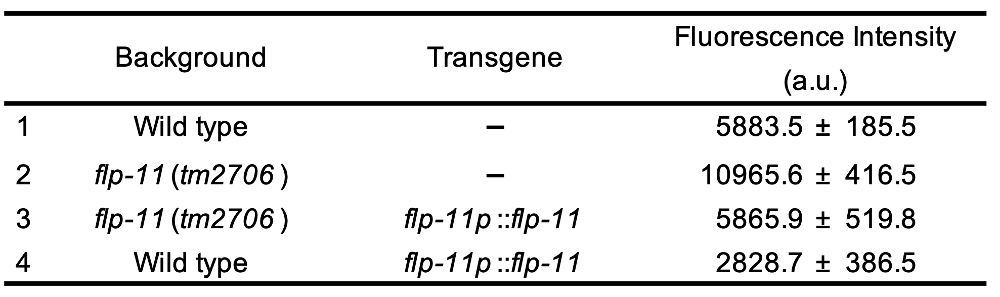 Background Transgene Fluorescence Intensity
(a.u.)
1 Wild type – 5883.5 ± 185.5
2 flp-11 (tm2706 ) – 10965.6 ± 416.5
3 flp-11 (tm2706 ) flp-11p ::flp-11 5865.9 ± 519.8
4 Wild type flp-11p ::flp-11 2828.7 ± 386.5